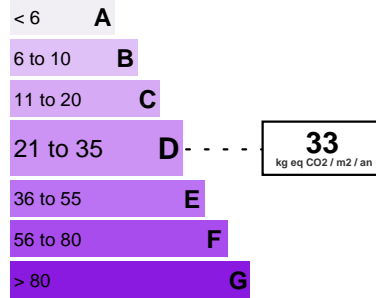 < 6 A
6 to 10 B
11 to 20 C
21 to 35 D
33
kg eq CO2 / m2 / an
36 to 55 E
56 to 80 F
> 80 G